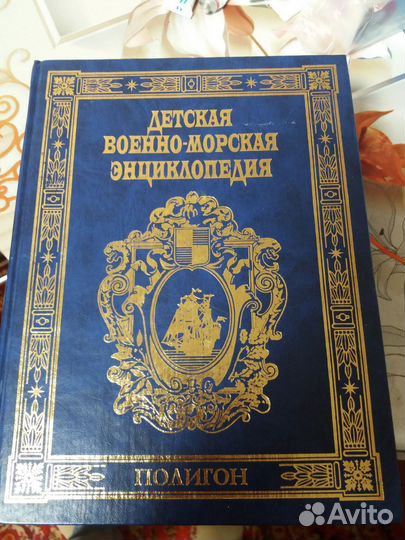 ДЕТСКАЯ
ВОЕННО-МОРСКАЯ
ЭНЦИКЛОПЕДИЯ
ПОЛИГОН
Avito